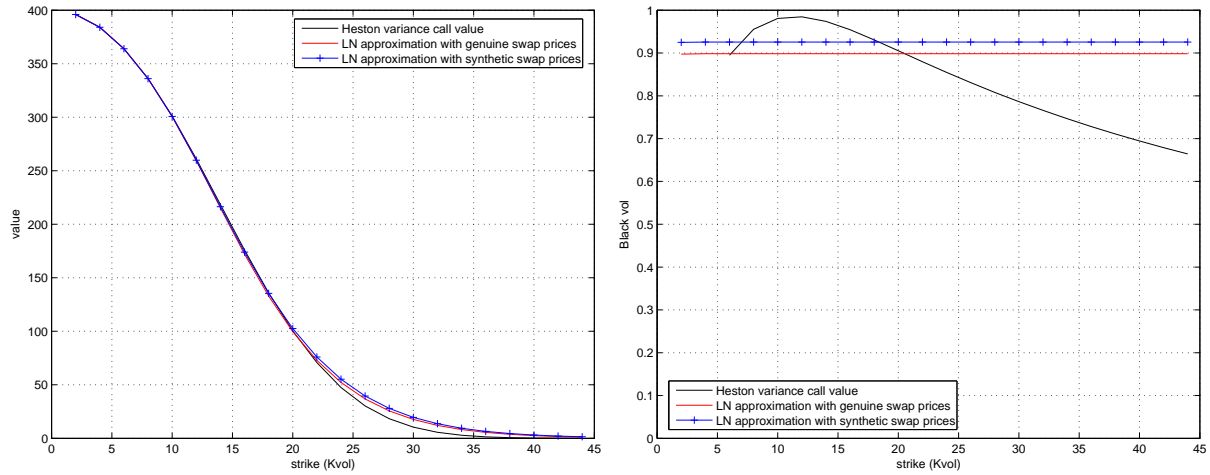 400
350
300
250
200
150
100
50
0
value
0 5 10 15 20 25 30 35 40 45
strike (Kvol)
Heston variance call value
LN approximation with genuine swap prices
LN approximation with synthetic swap prices
1
0.9
0.8
0.7
0.6
0.5
0.4
0.3
0.2
0.1
0
Black vol
0 5 10 15 20 25 30 35 40 45
strike (Kvol)
Heston variance call value
LN approximation with genuine swap prices
LN approximation with synthetic swap prices